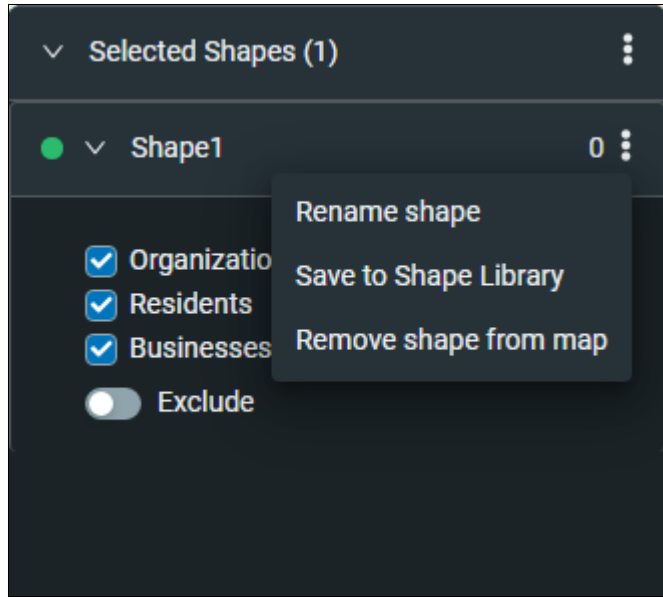 Selected Shapes (1)
Shape1 0
Rename shape
Save to Shape Library
Organizatio
Residents
Remove shape from map
Businesses
Exclude